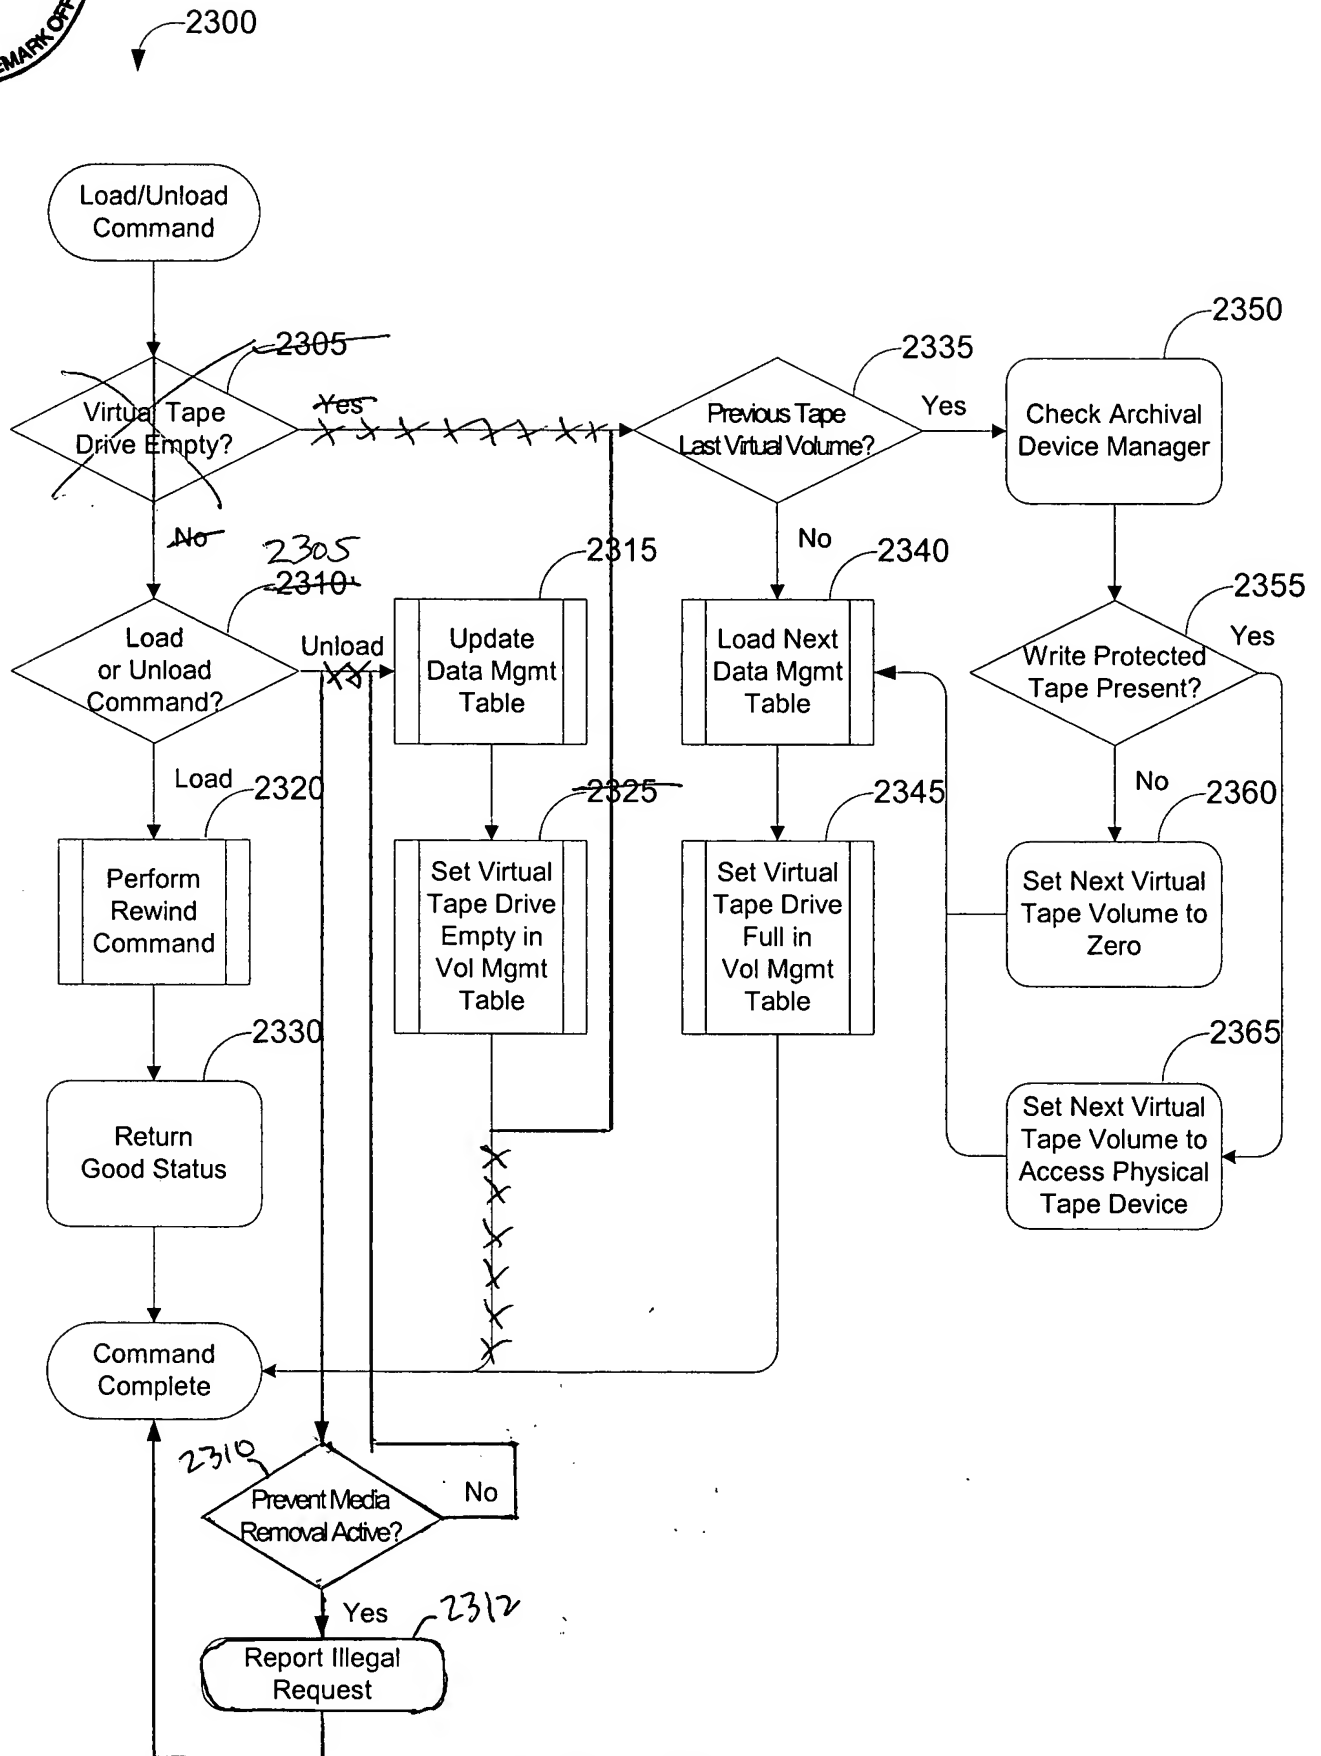 EMARK OFF
2300
Load/Unload
Command
2305
Virtual Tape
Drive Empty?
Yes
No
2335
Previous Tape
Last Virtual Volume?
Yes
No
2350
Check Archival
Device Manager
2305
2310
Load
or Unload
Command?
Unload
Load
2315
Update
Data Mgmt
Table
2340
Load Next
Data Mgmt
Table
2355
Write Protected
Tape Present?
Yes
No
2320
Perform
Rewind
Command
2325
Set Virtual
Tape Drive
Empty in
Vol Mgmt
Table
2345
Set Virtual
Tape Drive
Full in
Vol Mgmt
Table
2360
Set Next Virtual
Tape Volume to
Zero
2330
Return
Good Status
2365
Set Next Virtual
Tape Volume to
Access Physical
Tape Device
Command
Complete
2310
Prevent Media
Removal Active?
No
Yes
2312
Report Illegal
Request